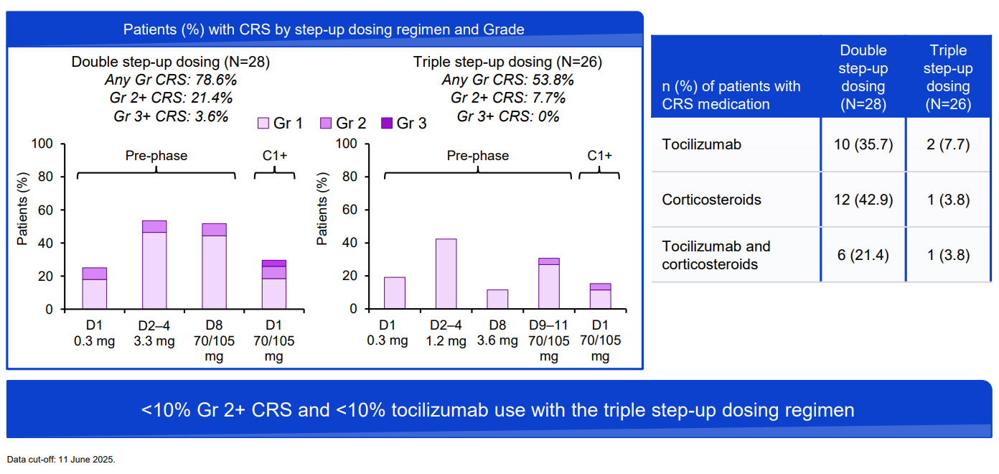 Patients (%) with CRS by step-up dosing regimen and Grade
Double step-up dosing (N=28)
Any Gr CRS: 78.6%
Gr 2+ CRS: 21.4%
Gr 3+ CRS: 3.6%
Triple step-up dosing (N=26)
Any Gr CRS: 53.8%
Gr 2+ CRS: 7.7%
Gr 3+ CRS: 0%
Gr 1 Gr 2 Gr 3
Patients (%)
100
80
60
40
20
0
Pre-phase C1+
D1 D2–4 D8 D1
0.3 mg 3.3 mg 70/105 70/105
mg mg
Patients (%)
100
80
60
40
20
0
Pre-phase C1+
D1 D2–4 D8 D9–11 D1
0.3 mg 1.2 mg 3.6 mg 70/105 70/105
mg mg
n (%) of patients with
CRS medication
Double
step-up
dosing
(N=28)
Triple
step-up
dosing
(N=26)
Tocilizumab 10 (35.7) 2 (7.7)
Corticosteroids 12 (42.9) 1 (3.8)
Tocilizumab and
corticosteroids 6 (21.4) 1 (3.8)
<10% Gr 2+ CRS and <10% tocilizumab use with the triple step-up dosing regimen
Data cut-off: 11 June 2025.